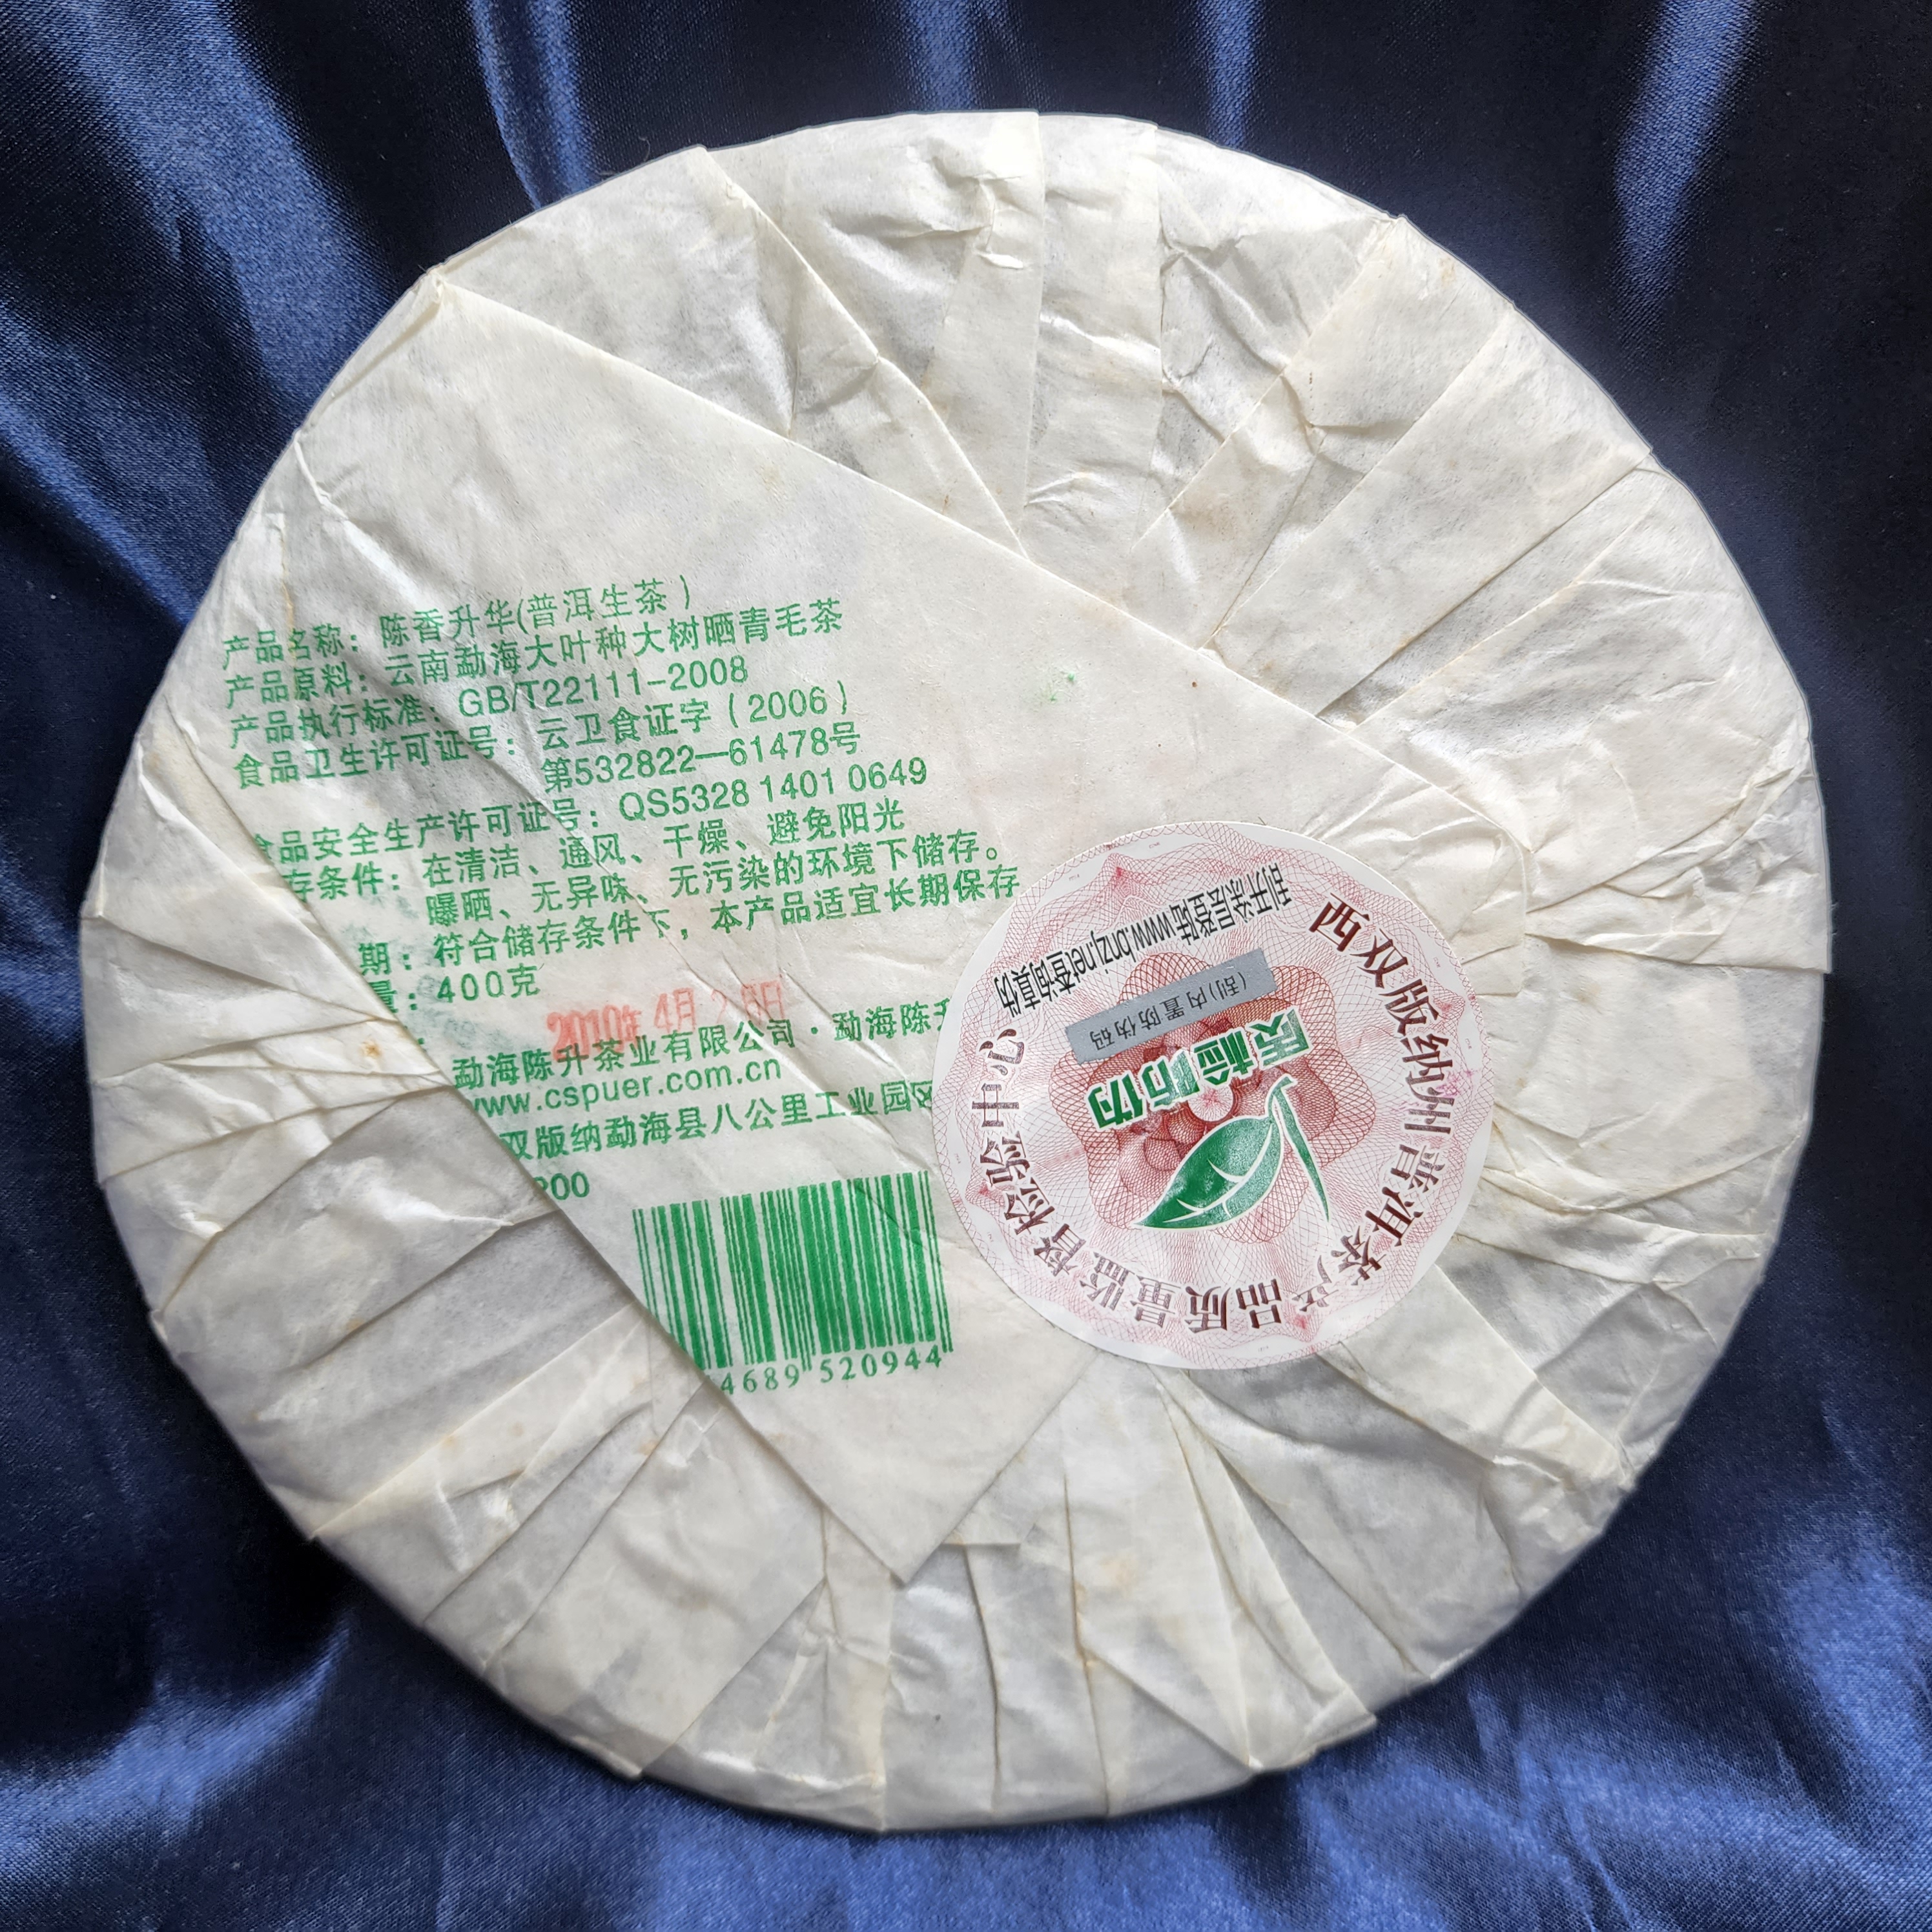 产品名称：陈香升华(普洱生茶)
产品原料：云南勐海大叶种大树晒青毛茶
产品执行标准：GB/T22111-2008
食品卫生许可证号：云卫食证字（2006）
第532822—61478号
食品安全生产许可证号：QS5328 1401 0649
存条件：在清洁、通风、干燥、避免阳光
曝晒、无异味、无污染的环境下储存。
期：符合储存条件下，本产品适宜长期保存
量：400克
2010年 4月
勐海陈升茶业有限公司·勐海陈升
www.cspuer.com.cn
双版纳勐海县八公里工业园区
200
4689 520944
西双版纳州普洱茶产品质量监督检验中心
刮开涂层登陆www.bnzj.net查询真伪
(刮)内置防伪码
质检防伪